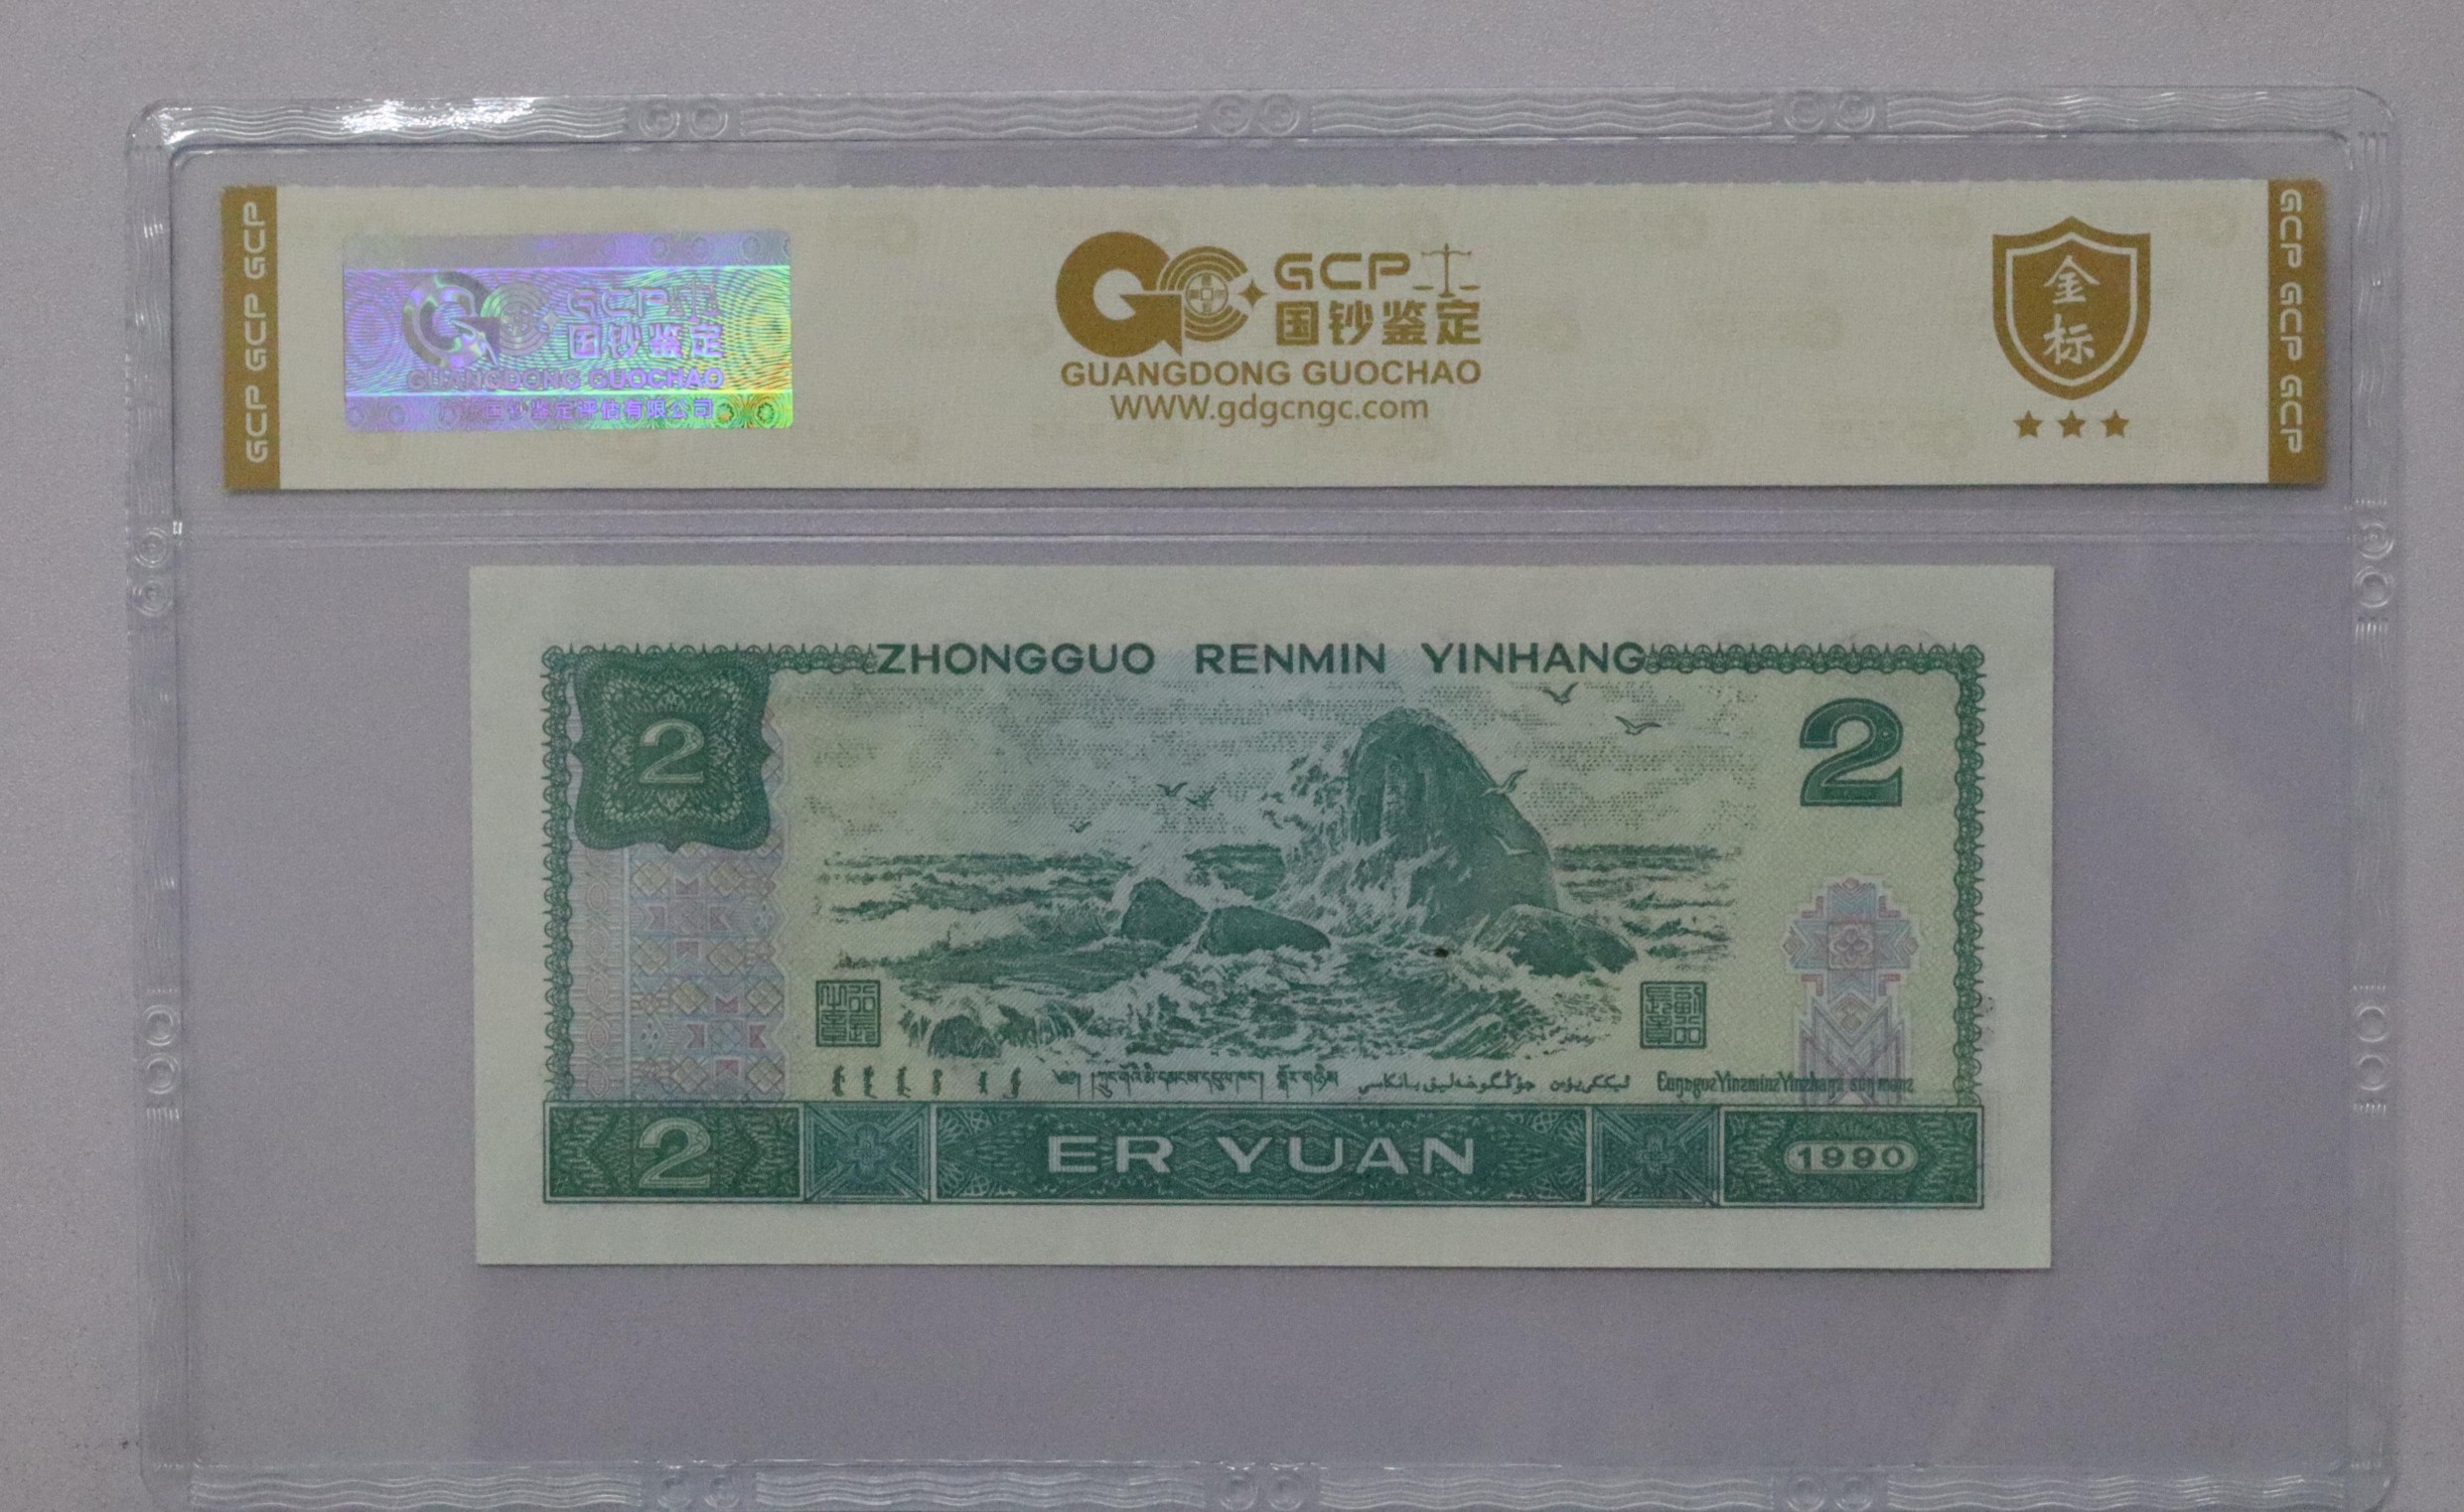 GCP GCP GCP
GCP
国钞鉴定
GUANGDONG GUOCHAO
国钞鉴定评估有限公司
GCP
国钞鉴定
GUANGDONG GUOCHAO
WWW.gdgcngc.com
金
标
GCP GCP GCP
ZHONGGUO RENMIN YINHANG
2
2
2
ER YUAN
1990